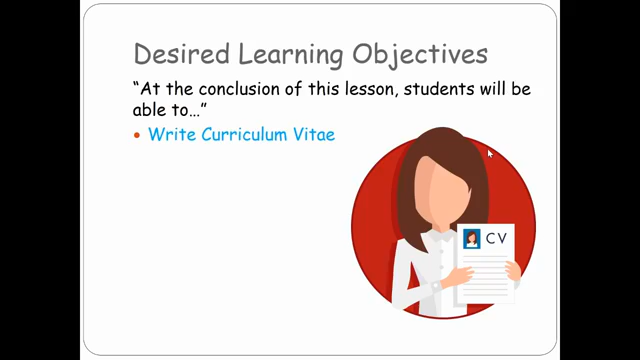 Desired Learning Objectives
“At the conclusion of this lesson, students will be
able to…”
• Write Curriculum Vitae
CV